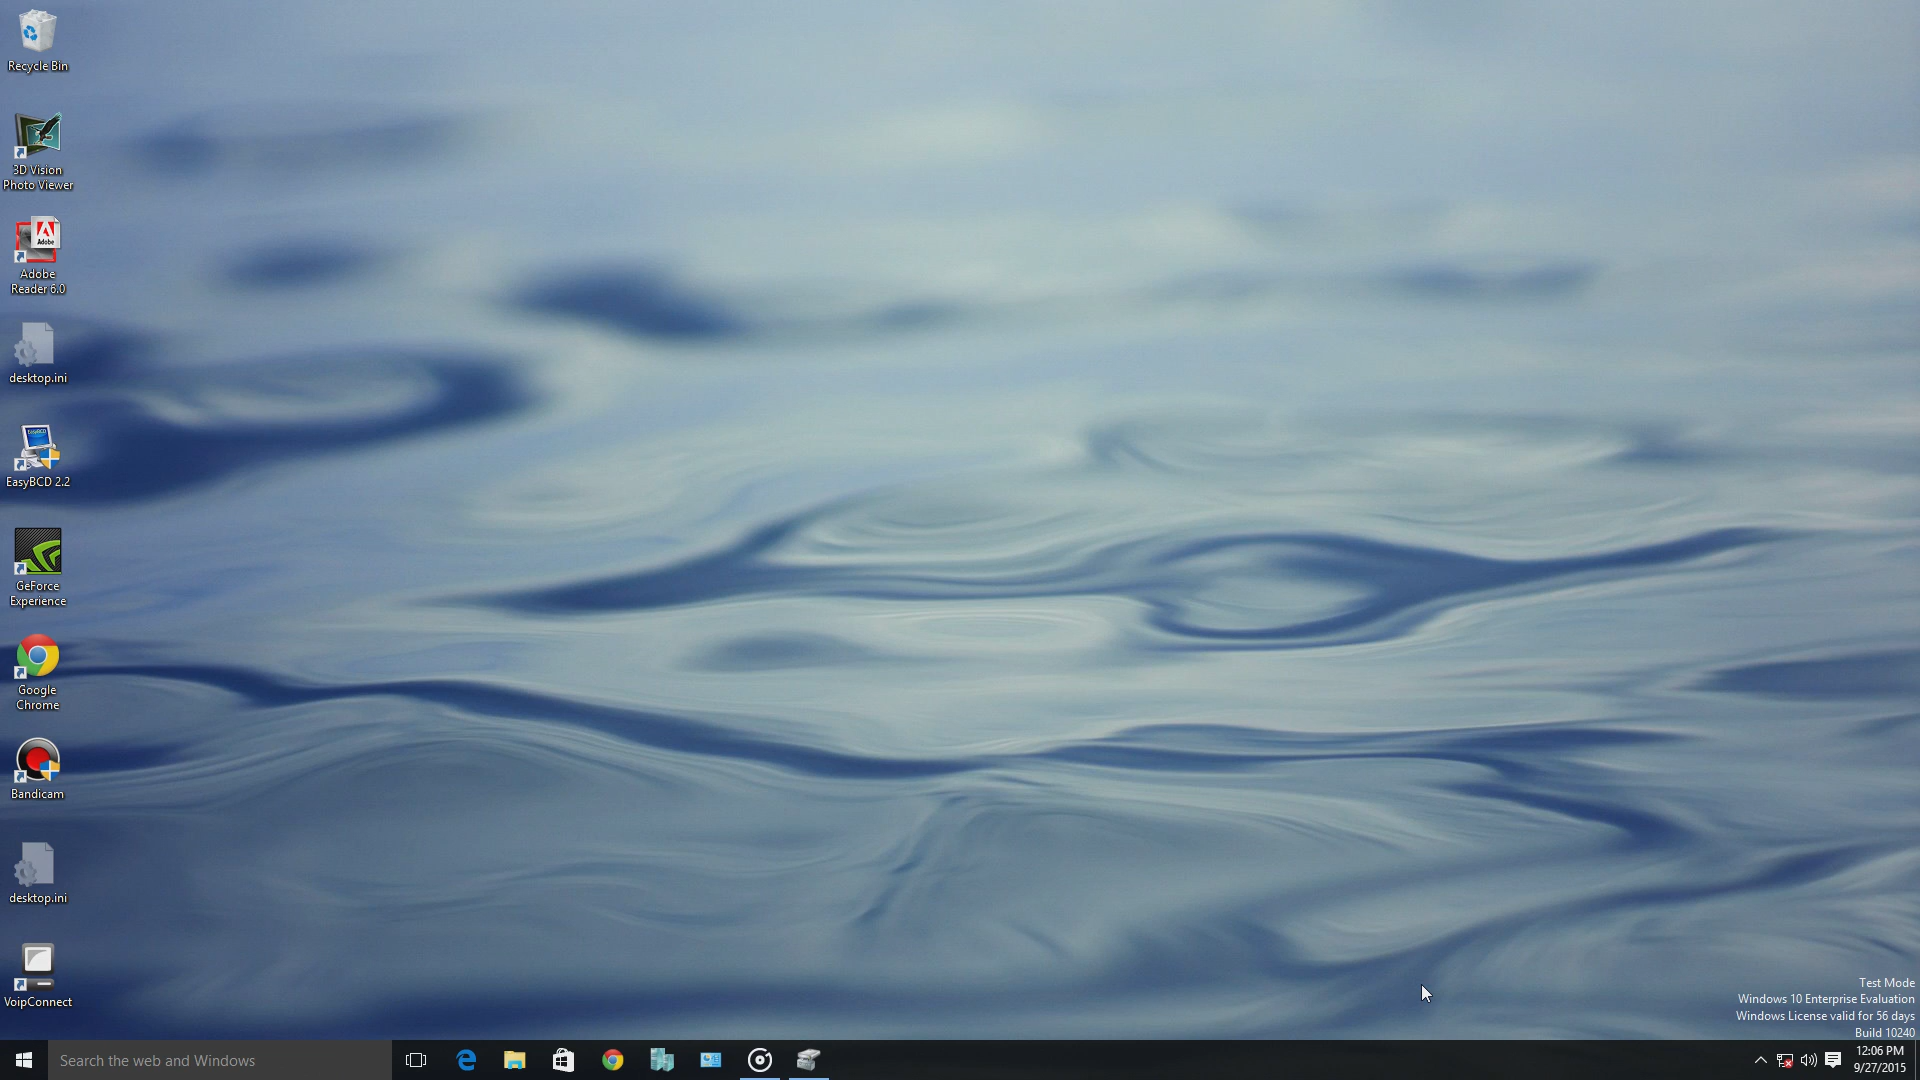 Recycle Bin
3D Vision
Photo Viewer
Adobe
Adobe
Reader 6.0
desktop.ini
EasyBCD
EasyBCD 2.2
GeForce
Experience
Google
Chrome
Bandicam
desktop.ini
VoipConnect
Test Mode
Windows 10 Enterprise Evaluation
Windows License valid for 56 days
Build 10240
Search the web and Windows
12:06 PM
9/27/2015